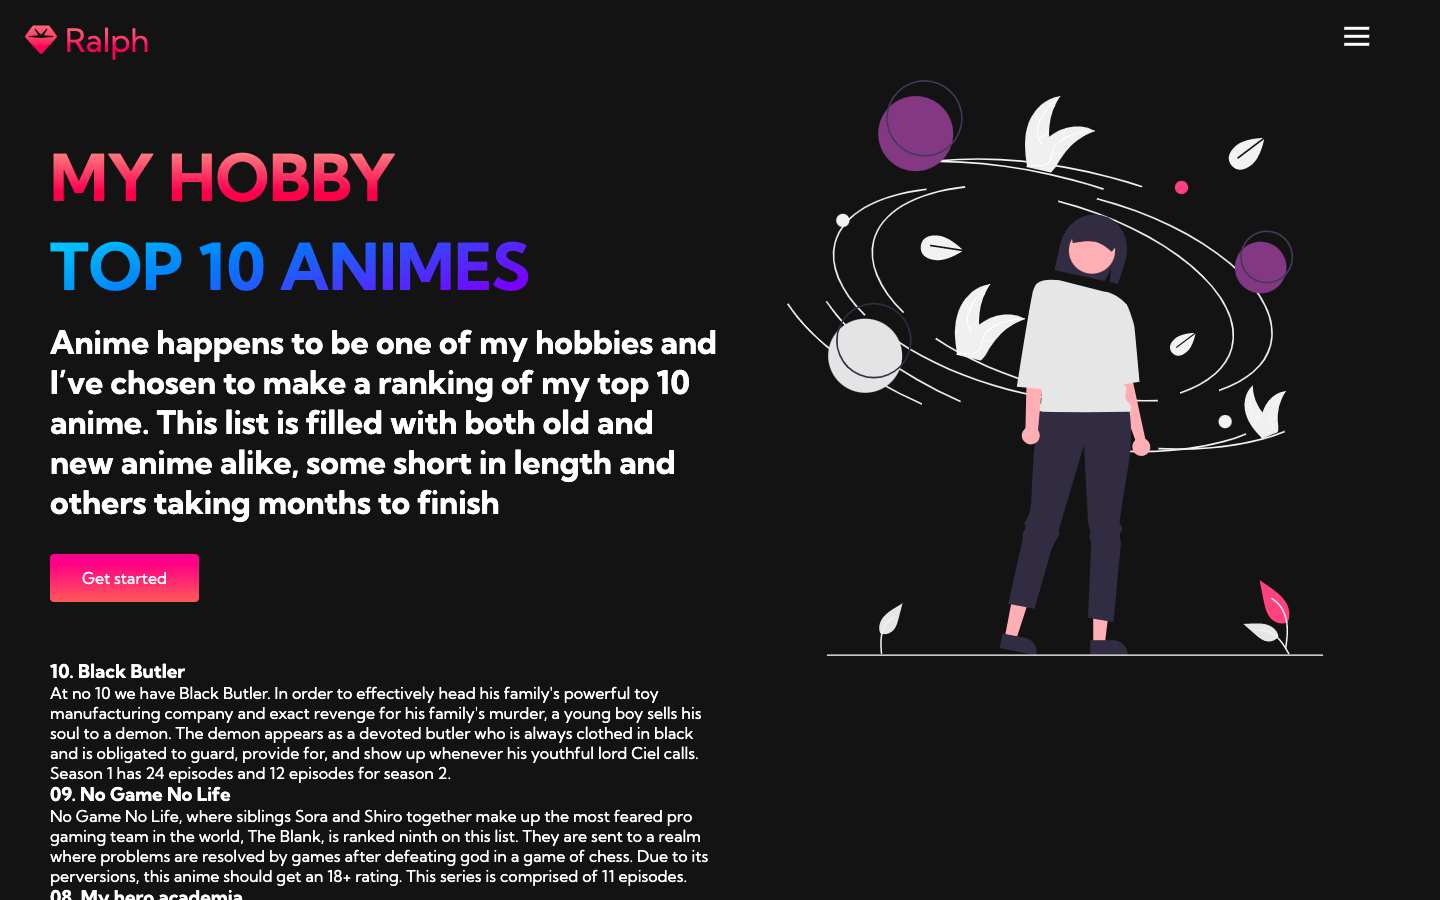 Ralph
MY HOBBY
TOP 10 ANIMES
Anime happens to be one of my hobbies and
I’ve chosen to make a ranking of my top 10
anime. This list is filled with both old and
new anime alike, some short in length and
others taking months to finish
Get started
10. Black Butler
At no 10 we have Black Butler. In order to effectively head his family's powerful toy
manufacturing company and exact revenge for his family's murder, a young boy sells his
soul to a demon. The demon appears as a devoted butler who is always clothed in black
and is obligated to guard, provide for, and show up whenever his youthful lord Ciel calls.
Season 1 has 24 episodes and 12 episodes for season 2.
09. No Game No Life
No Game No Life, where siblings Sora and Shiro together make up the most feared pro
gaming team in the world, The Blank, is ranked ninth on this list. They are sent to a realm
where problems are resolved by games after defeating god in a game of chess. Due to its
perversions, this anime should get an 18+ rating. This series is comprised of 11 episodes.
08. My hero academia